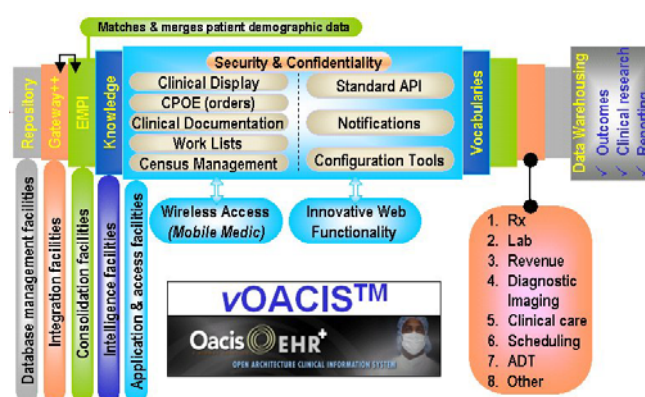 Matches & merges patient demographic data
Repository
Gateway++
EMPI
Knowledge
Security & Confidentiality
Clinical Display
CPOE (orders)
Clinical Documentation
Work Lists
Census Management
Standard API
Notifications
Configuration Tools
Vocabularies
Data Warehousing
✓ Outcomes
✓ Clinical research
✓ Reporting
Database management facilities
Integration facilities
Consolidation facilities
Intelligence facilities
Application & access facilities
Wireless Access
(Mobile Medic)
Innovative Web
Functionality
1. Rx
2. Lab
3. Revenue
4. Diagnostic
Imaging
5. Clinical care
6. Scheduling
7. ADT
8. Other
vOACIS™
Oacis EHR+
OPEN ARCHITECTURE CLINICAL INFORMATION SYSTEM